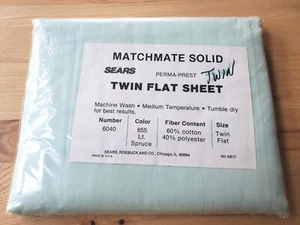 MATCHMATE SOLID
SEARS PERMA-PREST TWIN
TWIN FLAT SHEET
Machine Wash • Medium Temperature • Tumble dry
for best results.
Number Color Fiber Content Size
6040 855 60% cotton Twin
Lt. 40% polyester Flat
Spruce
SEARS, ROEBUCK AND CO., Chicago, IL 60684
MADE IN U.S.A.